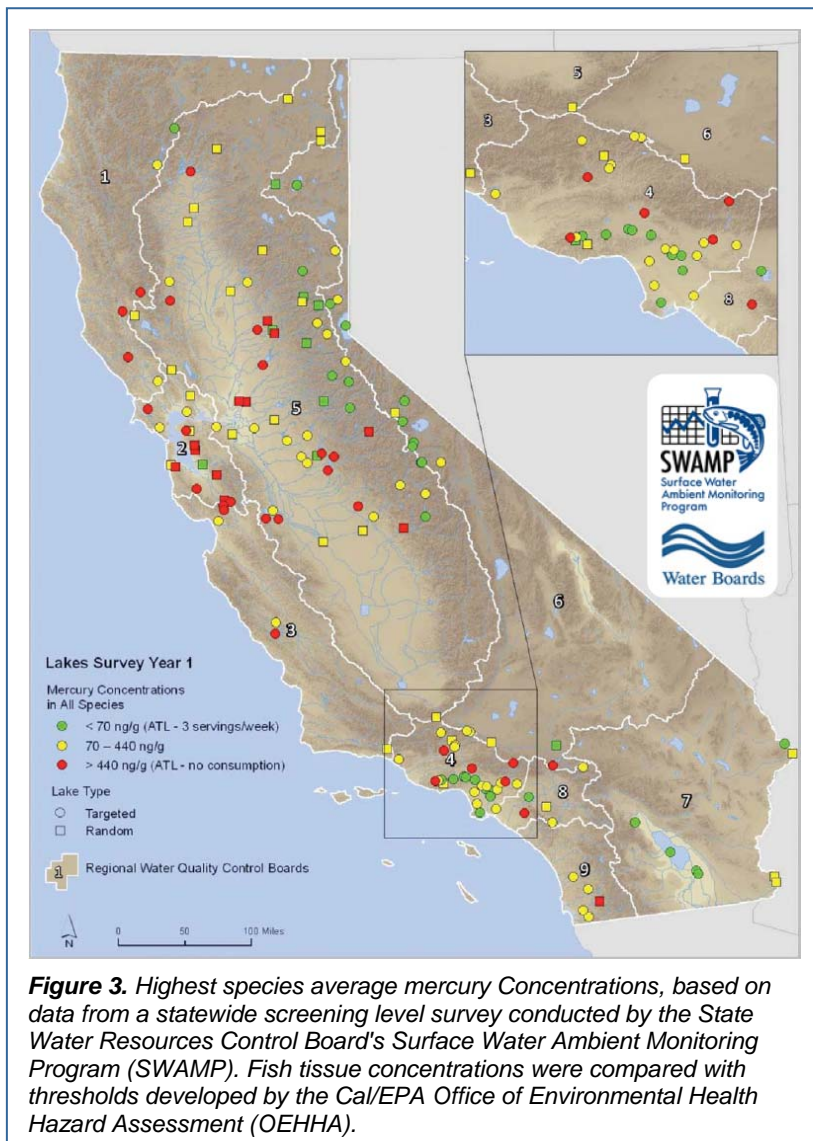 5
3
6
4
8
1
SWAMP
Surface Water
Ambient Monitoring
Program
Water Boards
5
2
6
3
Lakes Survey Year 1
Mercury Concentrations
in All Species
< 70 ng/g (ATL - 3 servings/week)
70 – 440 ng/g
> 440 ng/g (ATL - no consumption)
Lake Type
Targeted
Random
1 Regional Water Quality Control Boards
4
8
7
9
N
0 50 100 Miles
Figure 3. Highest species average mercury Concentrations, based on
data from a statewide screening level survey conducted by the State
Water Resources Control Board's Surface Water Ambient Monitoring
Program (SWAMP). Fish tissue concentrations were compared with
thresholds developed by the Cal/EPA Office of Environmental Health
Hazard Assessment (OEHHA).